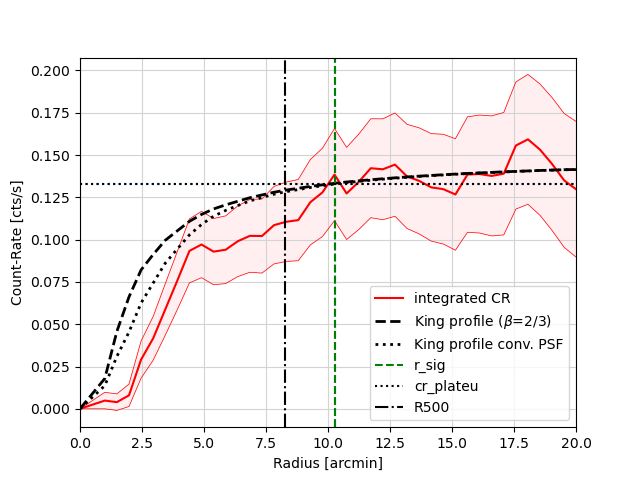 0.200
0.175
0.150
0.125
0.100
0.075
0.050
0.025
0.000
Count-Rate [cts/s]
integrated CR
King profile (β=2/3)
King profile conv. PSF
r_sig
cr_plateu
R500
0.0 2.5 5.0 7.5 10.0 12.5 15.0 17.5 20.0
Radius [arcmin]